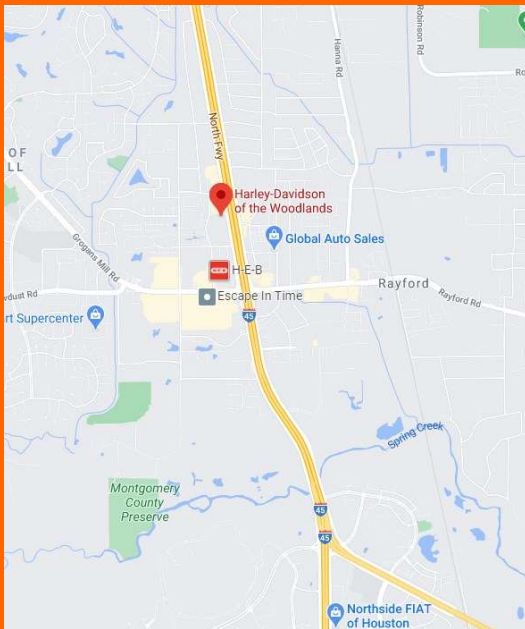 Robinson Rd
Hanna Rd
Ro
North Fwy
OF
LL
Harley-Davidson
of the Woodlands
Global Auto Sales
Grogans Mill Rd
H-E-B
wdust Rd
Escape In Time
Rayford
Rayford Rd
rt Supercenter
45
Spring Creek
Montgomery
County
Preserve
45
45
Northside FIAT
of Houston